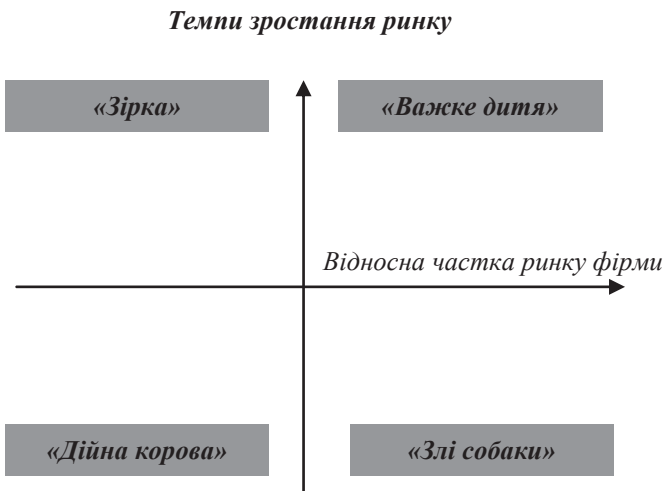 Темпи зростання ринку
«Зірка»
«Важке дитя»
Відносна частка ринку фірми
«Дійна корова»
«Злі собаки»